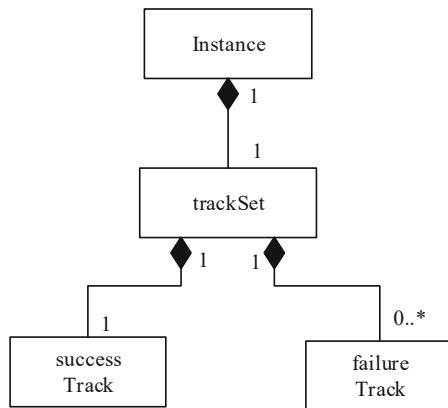 Instance
1
1
trackSet
1
1
1
0..*
success
Track
failure
Track